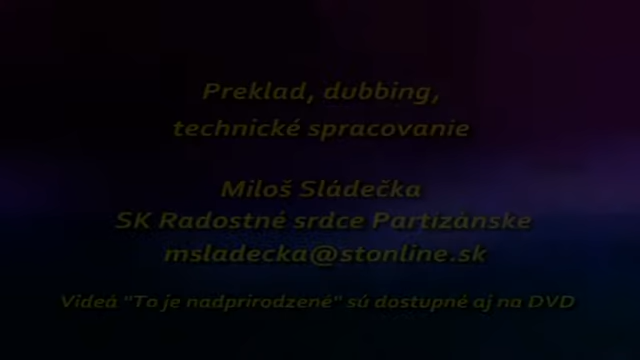 Preklad, dubbing,
technické spracovanie
Miloš Sládečka
SK Radostné srdce Partizánske
msladecka@stonline.sk
Videá "To je nadprirodzené" sú dostupné aj na DVD